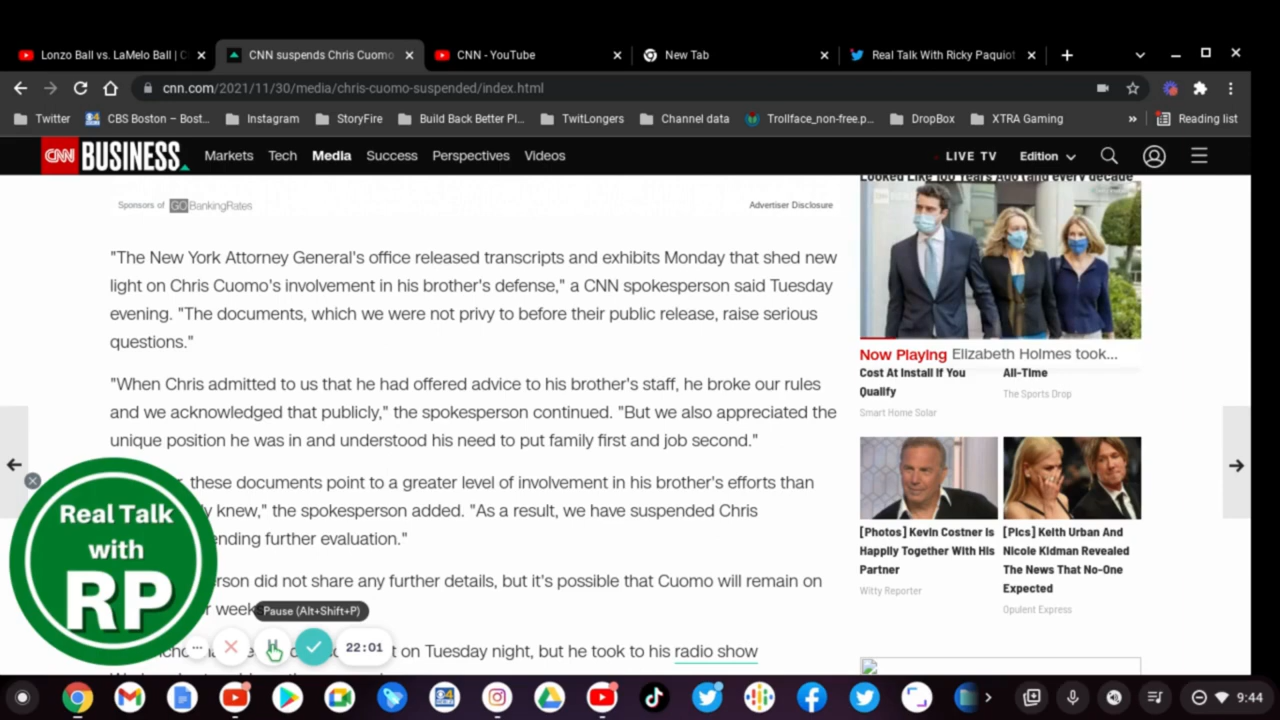 Lonzo Ball vs. LaMelo Ball | C
CNN suspends Chris Cuomo
CNN - YouTube
New Tab
Real Talk With Ricky Paquiot
cnn.com/2021/11/30/media/chris-cuomo-suspended/index.html
Twitter
CBS Boston – Bost...
Instagram
StoryFire
Build Back Better Pl...
TwitLongers
Channel data
Trollface_non-free.p...
DropBox
XTRA Gaming
»
Reading list
CNN BUSINESS
Markets
Tech
Media
Success
Perspectives
Videos
LIVE TV
Edition
Sponsors of GOBankingRates
Advertiser Disclosure
"The New York Attorney General's office released transcripts and exhibits Monday that shed new
light on Chris Cuomo's involvement in his brother's defense," a CNN spokesperson said Tuesday
evening. "The documents, which we were not privy to before their public release, raise serious
questions."
"When Chris admitted to us that he had offered advice to his brother's staff, he broke our rules
and we acknowledged that publicly," the spokesperson continued. "But we also appreciated the
unique position he was in and understood his need to put family first and job second."
these documents point to a greater level of involvement in his brother's efforts than
knew," the spokesperson added. "As a result, we have suspended Chris
ending further evaluation."
erson did not share any further details, but it's possible that Cuomo will remain on
week
t on Tuesday night, but he took to his radio show
Looked Like 100 Years Ago (and every decade
Now Playing Elizabeth Holmes took...
Cost At Install If You
Qualify
Smart Home Solar
All-Time
The Sports Drop
[Photos] Kevin Costner Is
Happily Together With His
Partner
Witty Reporter
[Pics] Keith Urban And
Nicole Kidman Revealed
The News That No-One
Expected
Opulent Express
Real Talk
with
RP
Pause (Alt+Shift+P)
22:01
9:44